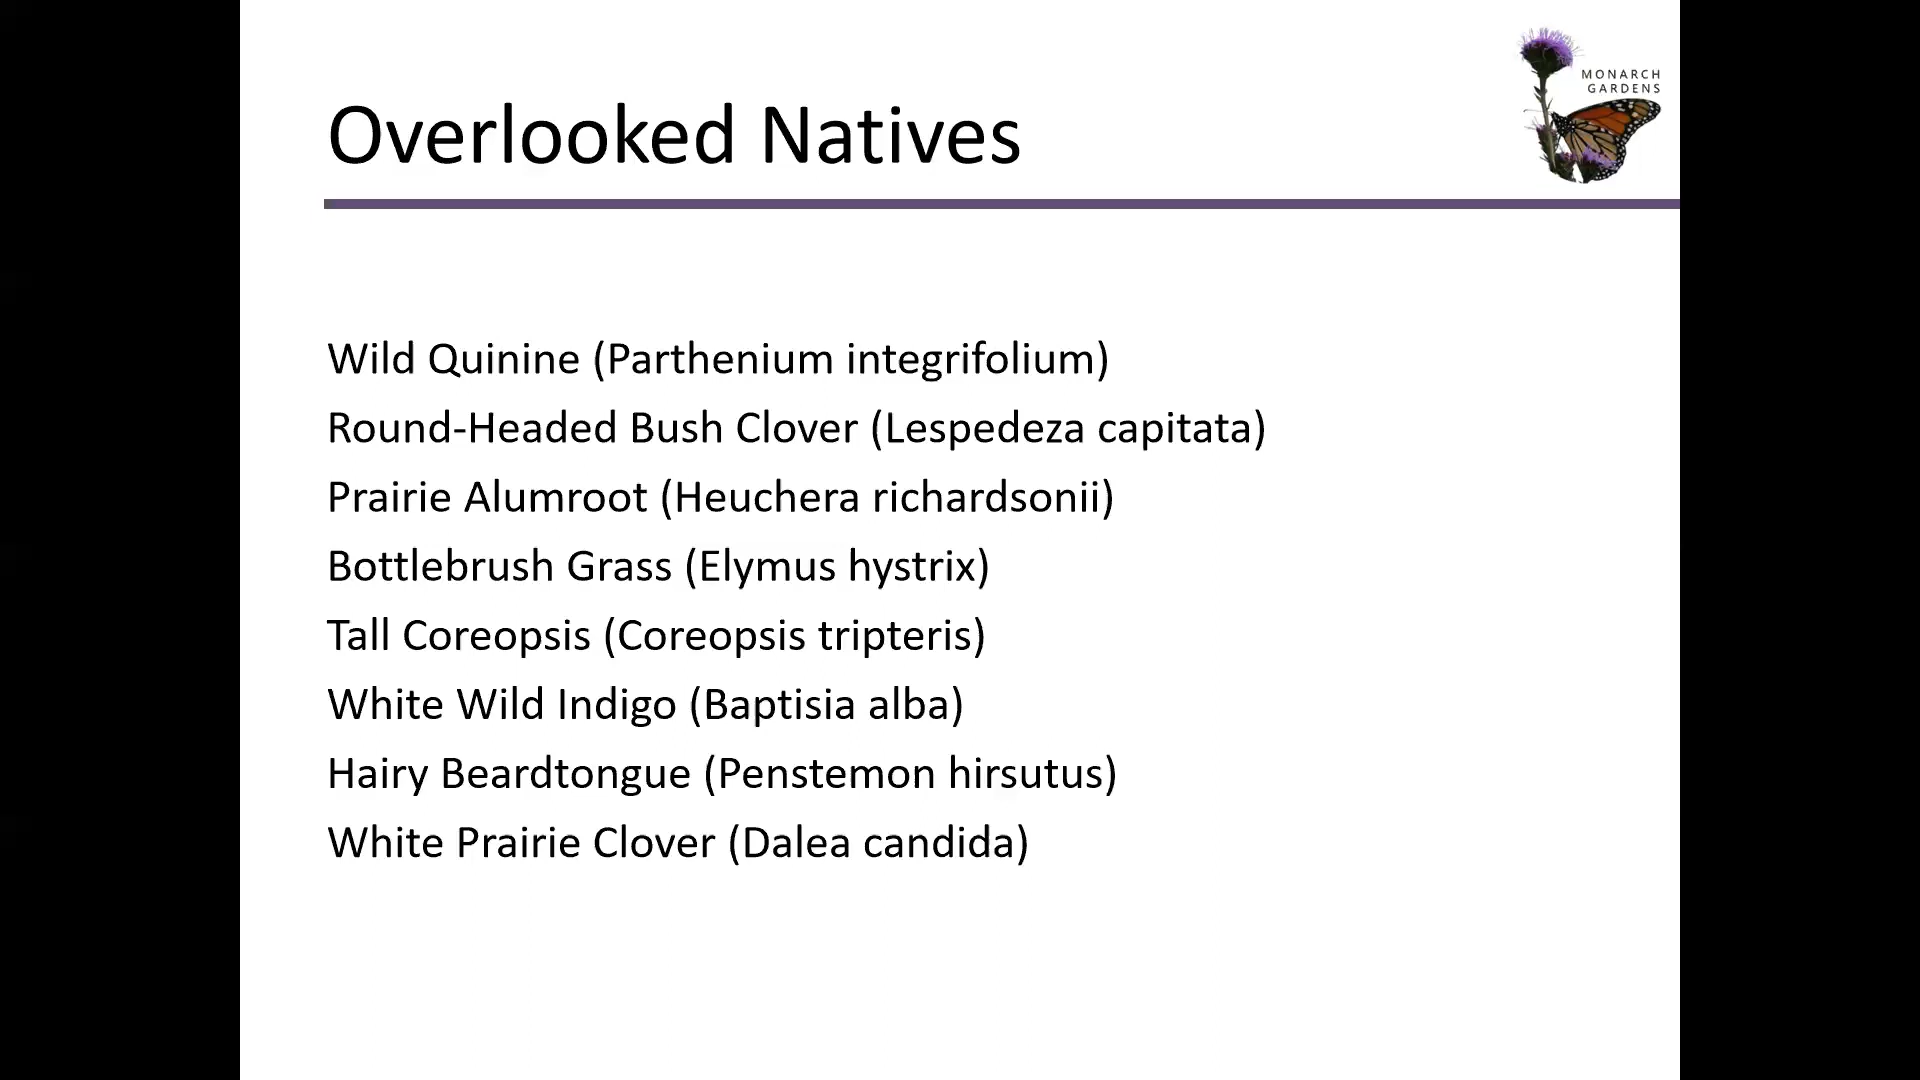 MONARCH
GARDENS
Overlooked Natives
Wild Quinine (Parthenium integrifolium)
Round-Headed Bush Clover (Lespedeza capitata)
Prairie Alumroot (Heuchera richardsonii)
Bottlebrush Grass (Elymus hystrix)
Tall Coreopsis (Coreopsis tripteris)
White Wild Indigo (Baptisia alba)
Hairy Beardtongue (Penstemon hirsutus)
White Prairie Clover (Dalea candida)